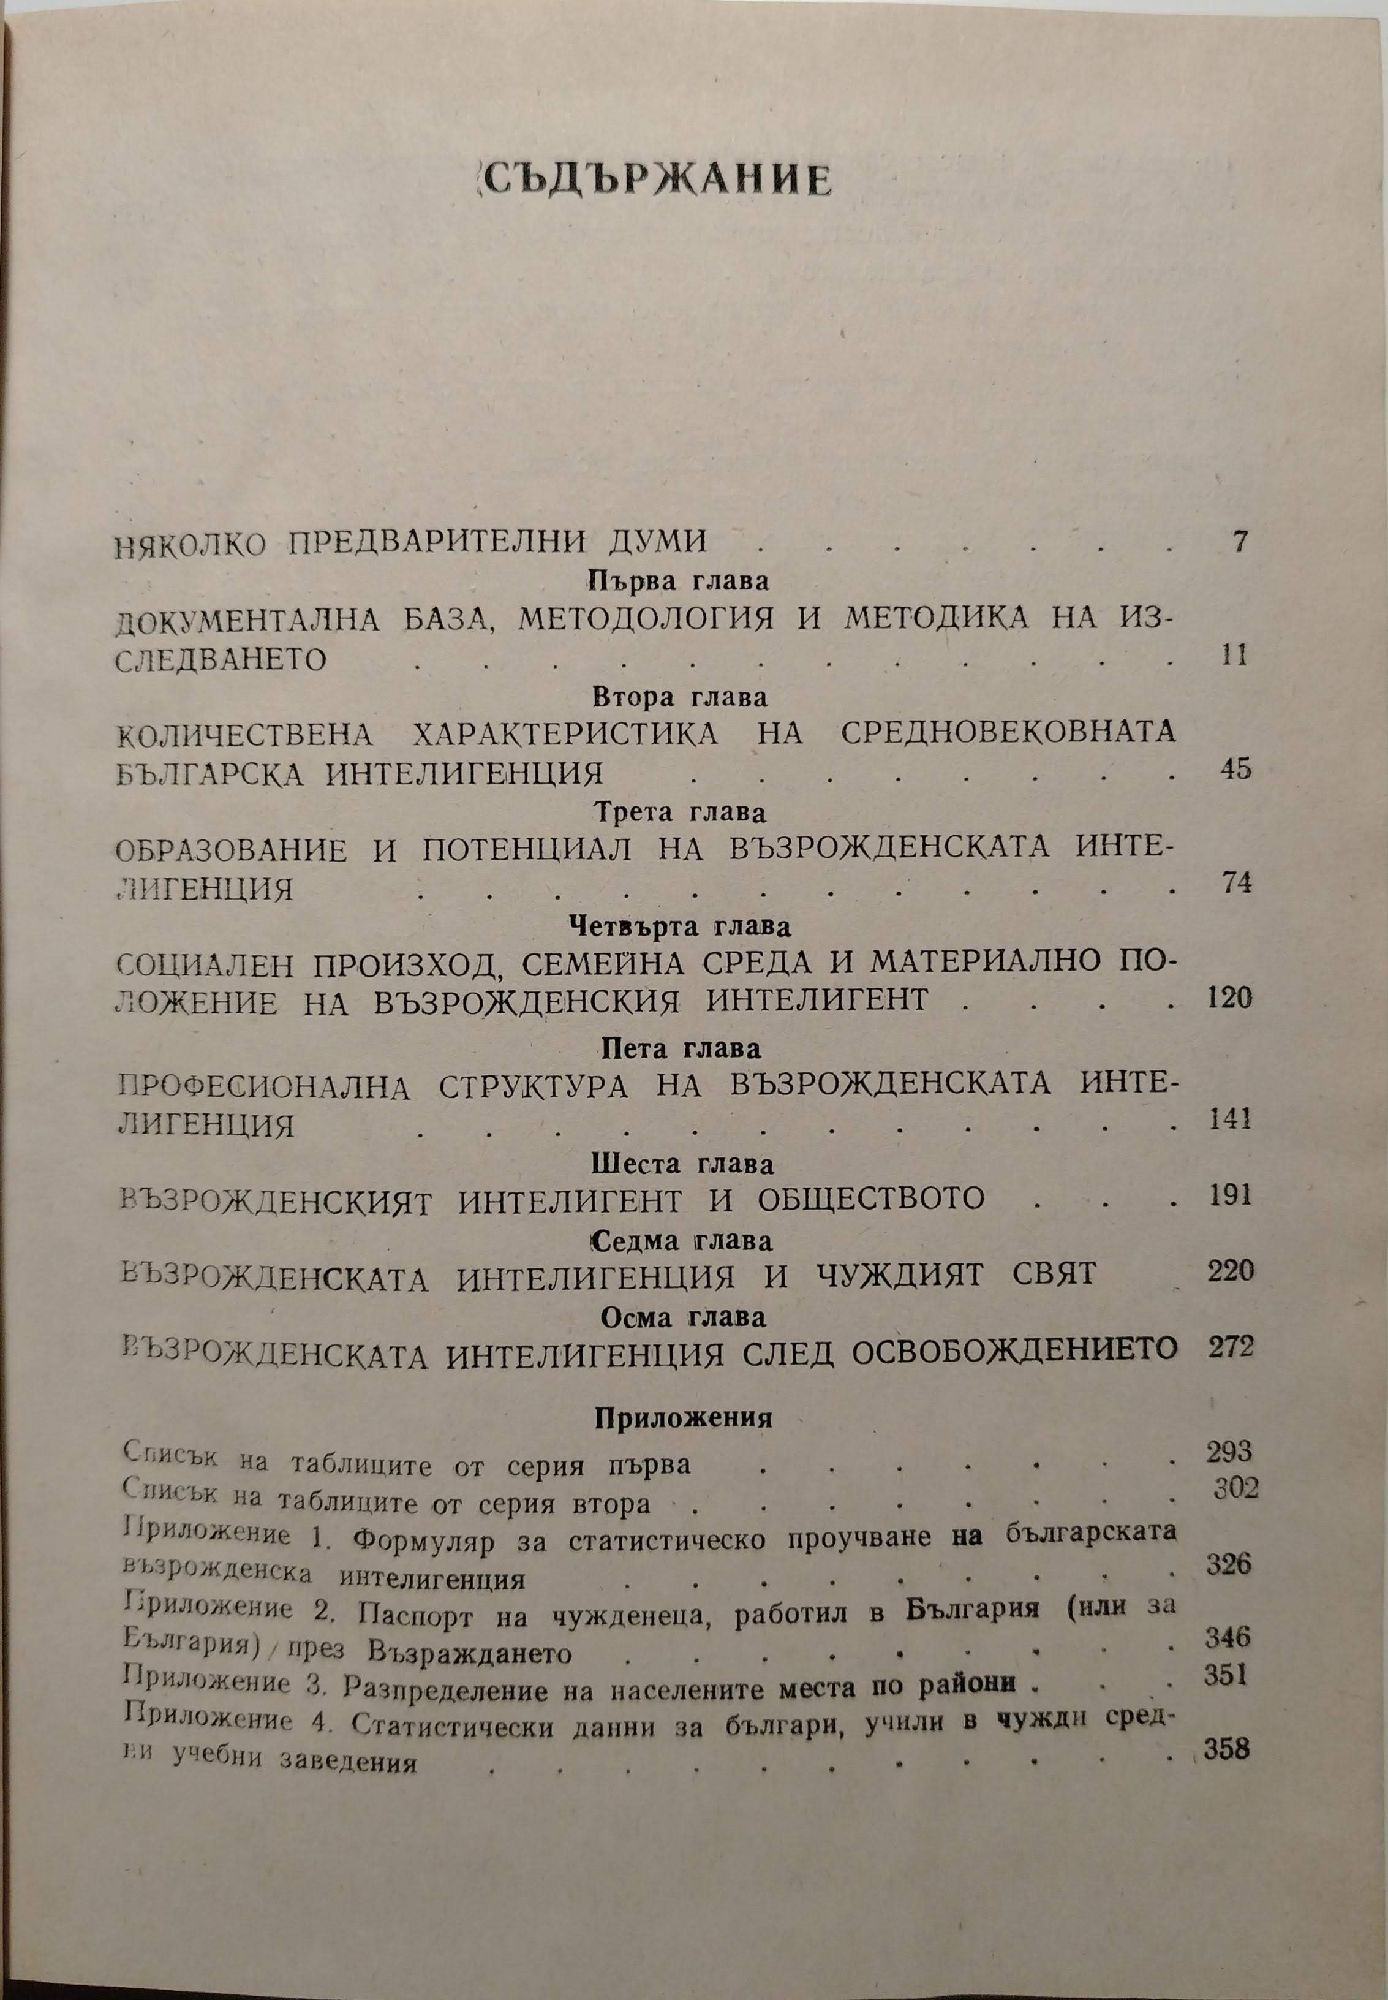 СЪДЪРЖАНИЕ
НЯКОЛКО ПРЕДВАРИТЕЛНИ ДУМИ . . . . . . . 7
Първа глава
ДОКУМЕНТАЛНА БАЗА, МЕТОДОЛОГИЯ И МЕТОДИКА НА ИЗ-
СЛЕДВАНЕТО . . . . . . . . . . . . 11
Втора глава
КОЛИЧЕСТВЕНА ХАРАКТЕРИСТИКА НА СРЕДНОВЕКОВНАТА
БЪЛГАРСКА ИНТЕЛИГЕНЦИЯ . . . . . . . . 45
Трета глава
ОБРАЗОВАНИЕ И ПОТЕНЦИАЛ НА ВЪЗРОЖДЕНСКАТА ИНТЕ-
ЛИГЕНЦИЯ . . . . . . . . . . . . 74
Четвърта глава
СОЦИАЛЕН ПРОИЗХОД, СЕМЕЙНА СРЕДА И МАТЕРИАЛНО ПО-
ЛОЖЕНИЕ НА ВЪЗРОЖДЕНСКИЯ ИНТЕЛИГЕНТ . . . . 120
Пета глава
ПРОФЕСИОНАЛНА СТРУКТУРА НА ВЪЗРОЖДЕНСКАТА ИНТЕ-
ЛИГЕНЦИЯ . . . . . . . . . . . . 141
Шеста глава
ВЪЗРОЖДЕНСКИЯТ ИНТЕЛИГЕНТ И ОБЩЕСТВОТО . . . 191
Седма глава
ВЪЗРОЖДЕНСКАТА ИНТЕЛИГЕНЦИЯ И ЧУЖДИЯТ СВЯТ . 220
Осма глава
ВЪЗРОЖДЕНСКАТА ИНТЕЛИГЕНЦИЯ СЛЕД ОСВОБОЖДЕНИЕТО 272
Приложения
Списък на таблиците от серия първа . . . . . . . 293
Списък на таблиците от серия втора . . . . . . . . 302
Приложение 1. Формуляр за статистическо проучване на българската
възрожденска интелигенция . . . . . . . . . 326
Приложение 2. Паспорт на чужденеца, работил в България (или за
България) през Възраждането . . . . . . . . . 346
Приложение 3. Разпределение на населените места по райони . . . 351
Приложение 4. Статистически данни за българи, учили в чужди сред-
ни учебни заведения . . . . . . . . . . . 358